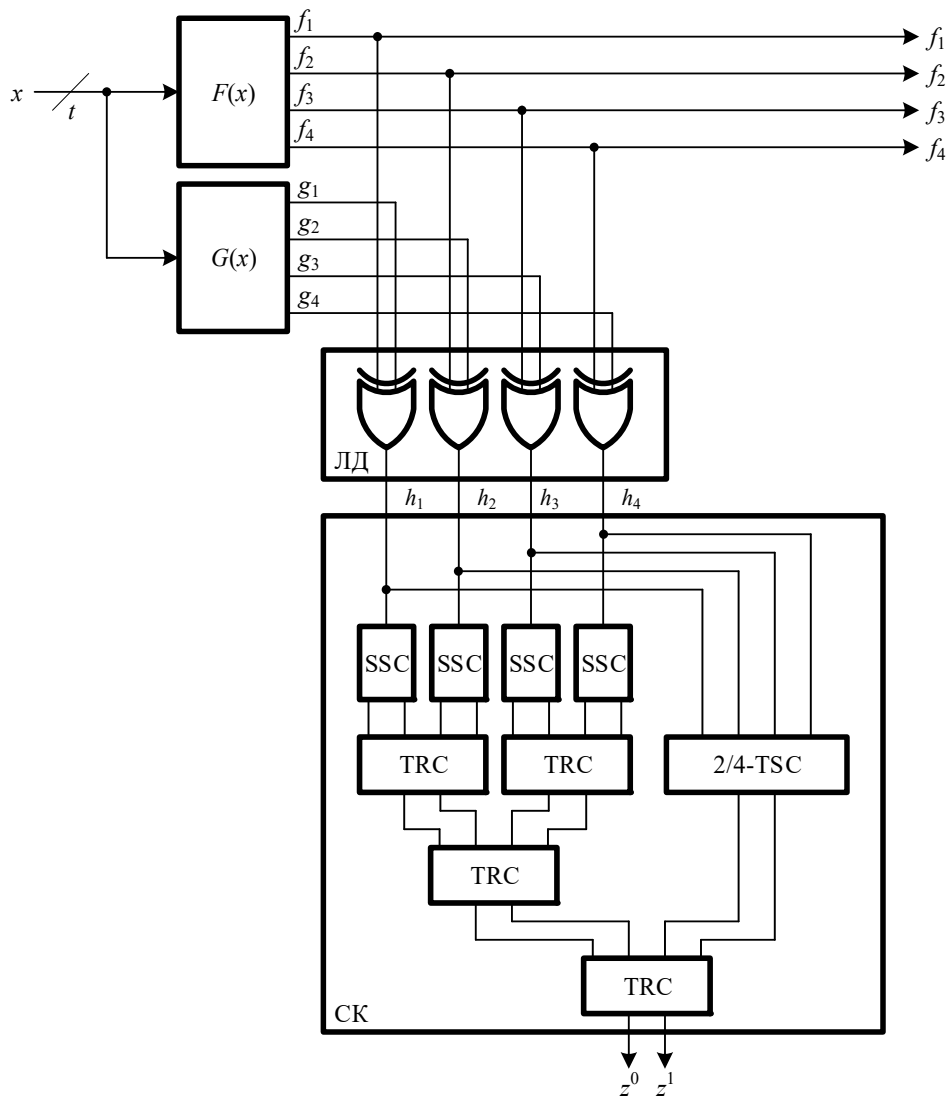 f₁
f₁
f₂
f₂
x
t
F(x)
f₃
f₃
f₄
f₄
g₁
g₂
G(x)
g₃
g₄
ЛД
h₁ h₂ h₃ h₄
SSC SSC SSC SSC
TRC TRC 2/4-TSC
TRC
TRC
СК
z⁰ z¹